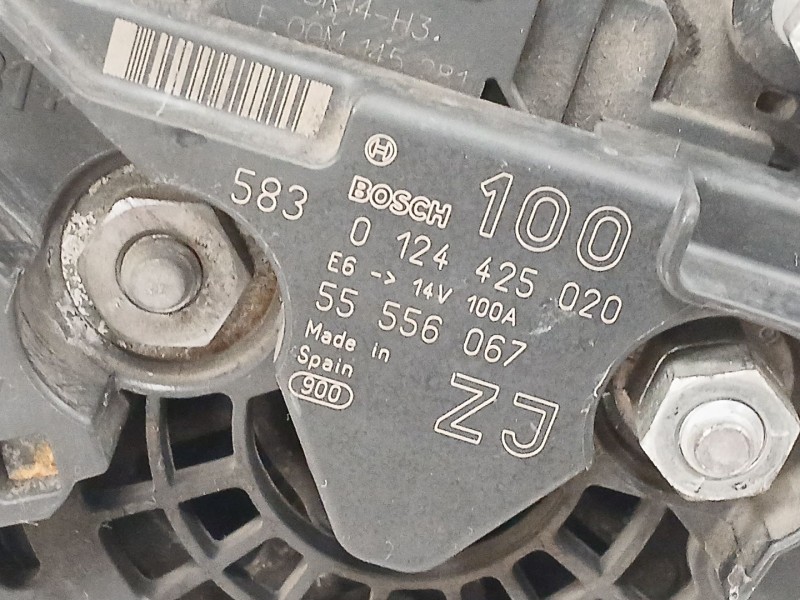 583
BOSCH 100
0 124 425 020
E6 -> 14V 100A
55 556 067
Made in
Spain
900
ZJ